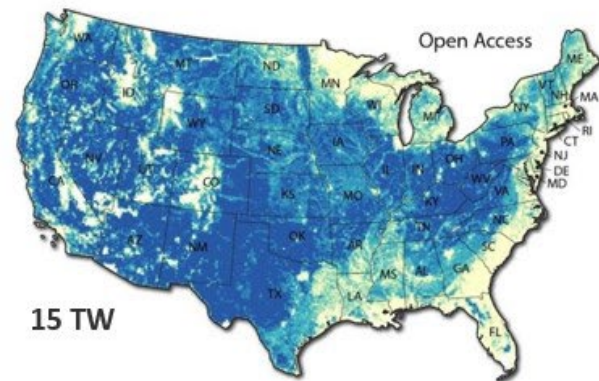 Open Access
WA
MT
ND
MN
ME
OR
ID
SD
WI
MI
VT
NH
MA
NY
WY
IA
RI
CT
NE
PA
NJ
NV
UT
CO
IL
IN
OH
DE
MD
CA
KS
MO
WV
VA
KY
NC
AZ
NM
OK
AR
TN
SC
MS
AL
GA
15 TW
TX
LA
FL